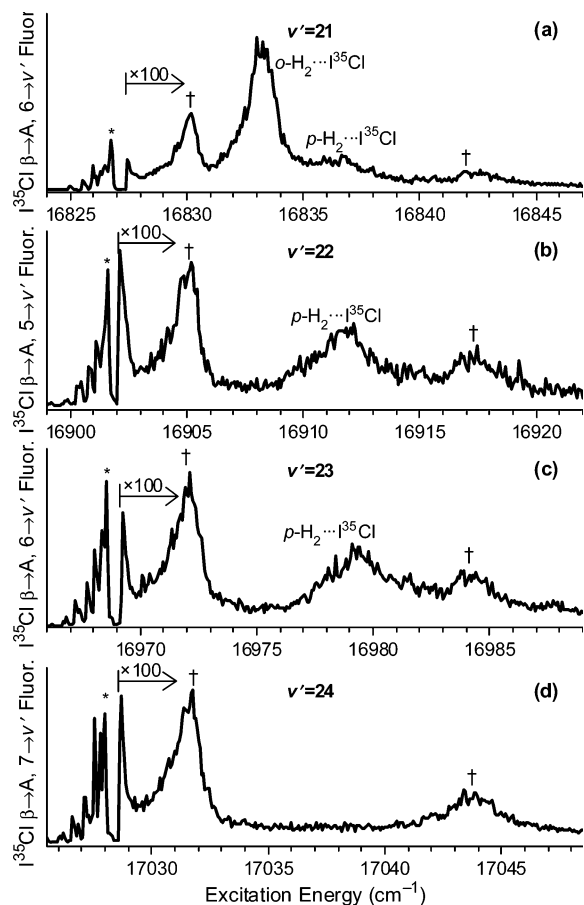 I³⁵Cl β→A, 6→v′ Fluor.
v′=21
(a)
o-H₂···I³⁵Cl
×100
†
*
p-H₂···I³⁵Cl
†
16825 16830 16835 16840 16845
I³⁵Cl β→A, 5→v′ Fluor.
×100
†
v′=22
(b)
*
p-H₂···I³⁵Cl
†
16900 16905 16910 16915 16920
I³⁵Cl β→A, 6→v′ Fluor.
†
v′=23
(c)
*
×100
p-H₂···I³⁵Cl
†
16970 16975 16980 16985
I³⁵Cl β→A, 7→v′ Fluor.
×100
†
v′=24
(d)
*
†
17030 17035 17040 17045
Excitation Energy (cm⁻¹)